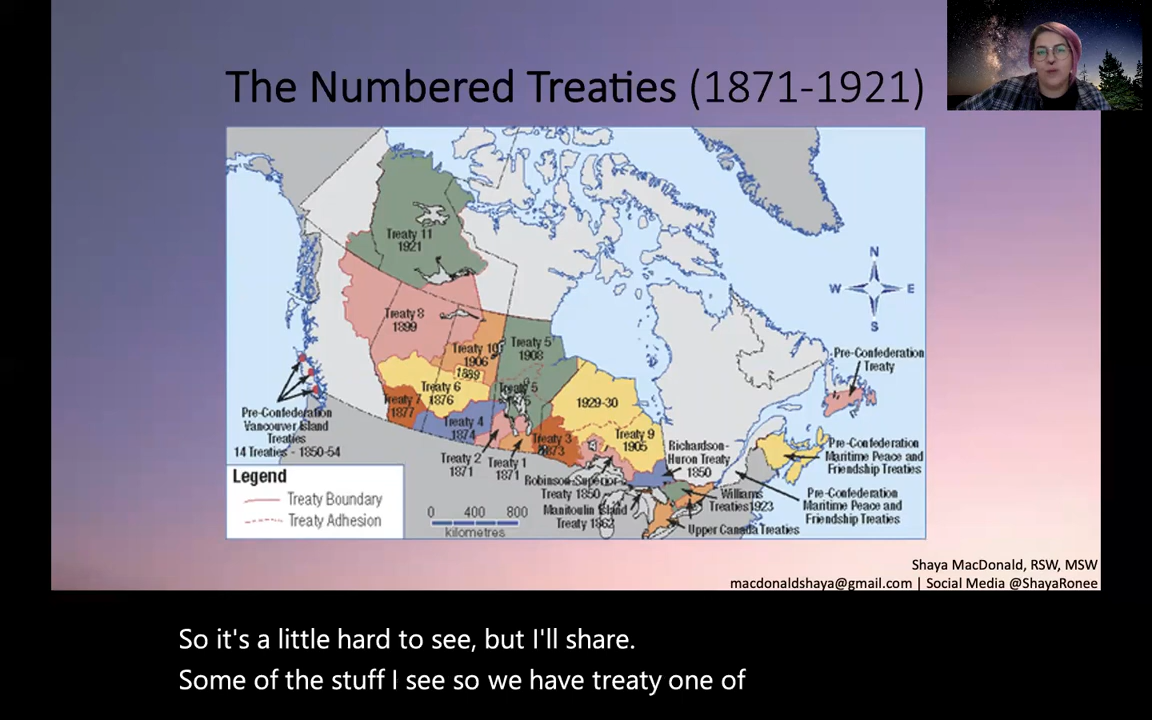 The Numbered Treaties (1871-1921)
Treaty 11
1921
Treaty 8
1899
Treaty 10
1906
1889
Treaty 5
1908
Treaty 5
1875
Treaty 6
1876
Treaty 7
1877
Treaty 4
1874
Treaty 3
1873
1929-30
Treaty 9
1905
Treaty 2
1871
Treaty 1
1871
Pre-Confederation
Vancouver Island
Treaties
14 Treaties - 1850-54
Robinson-Superior
Treaty 1850
Manitoulin Island
Treaty 1862
Richardson-
Huron Treaty
1850
Williams
Treaties1923
Upper Canada Treaties
Pre-Confederation
Treaty
Pre-Confederation
Maritime Peace and
Friendship Treaties
Pre-Confederation
Maritime Peace and
Friendship Treaties
N
W
E
S
Legend
Treaty Boundary
Treaty Adhesion
0 400 800
kilometres
Shaya MacDonald, RSW, MSW
macdonaldshaya@gmail.com | Social Media @ShayaRonee
So it's a little hard to see, but I'll share.
Some of the stuff I see so we have treaty one of